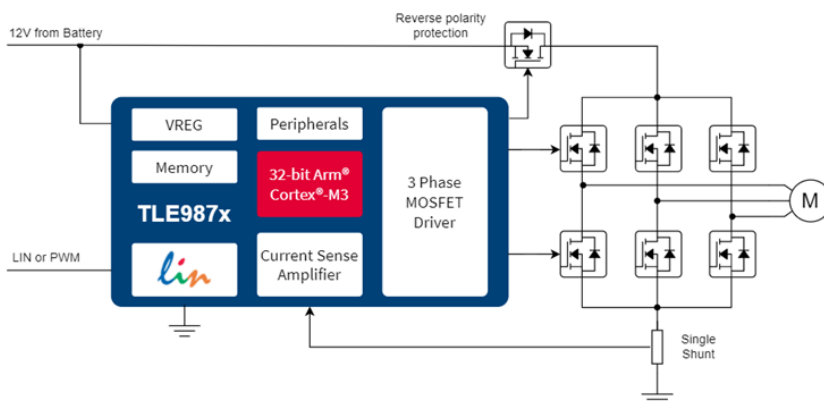 Reverse polarity
protection
12V from Battery
VREG
Peripherals
Memory
32-bit Arm®
Cortex®-M3
3 Phase
MOSFET
Driver
TLE987x
M
LIN or PWM
lin
Current Sense
Amplifier
Single
Shunt